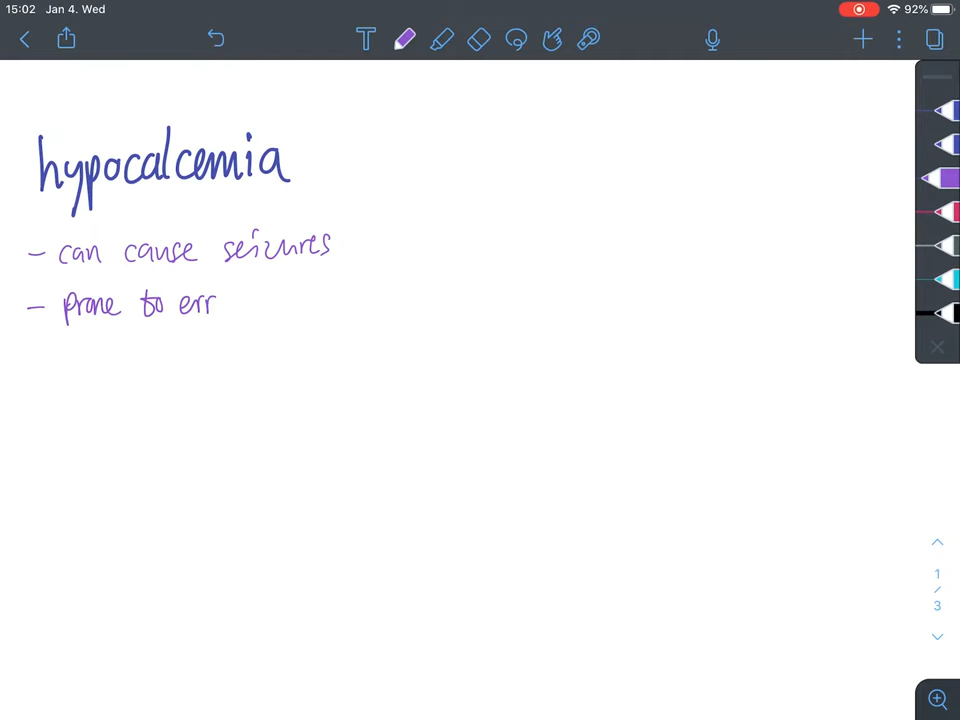 15:02 Jan 4. Wed 92%
T
hypocalcemia
- can cause seizures
- prone to err
1
/
3